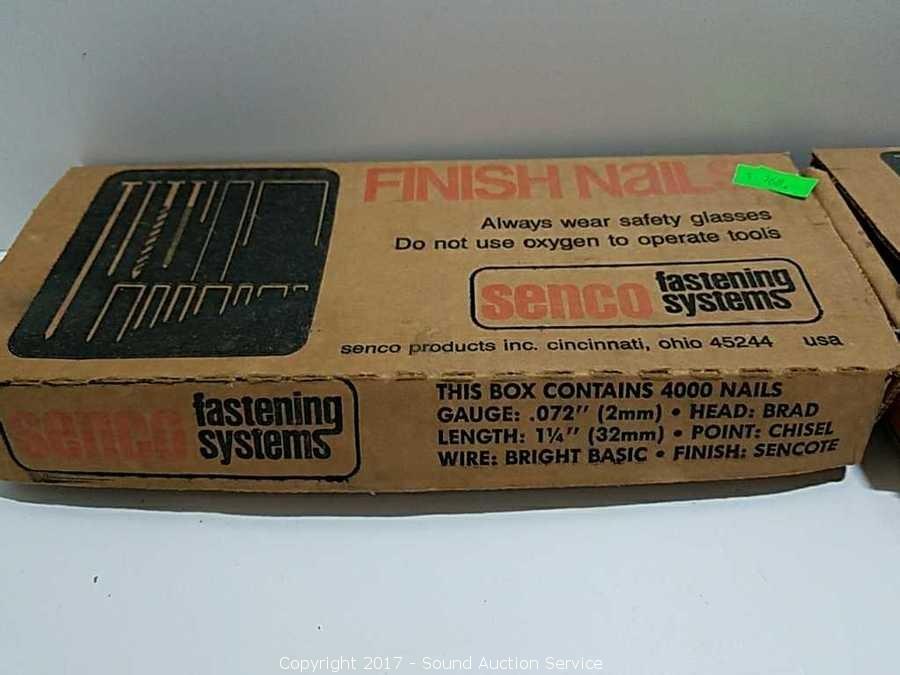 FINISH NaILS
Always wear safety glasses
Do not use oxygen to operate tools
senco fastening systems
senco products inc. cincinnati, ohio 45244 usa
senco fastening systems
THIS BOX CONTAINS 4000 NAILS
GAUGE: .072" (2mm) • HEAD: BRAD
LENGTH: 1¼" (32mm) • POINT: CHISEL
WIRE: BRIGHT BASIC • FINISH: SENCOTE
Copyright 2017 - Sound Auction Service